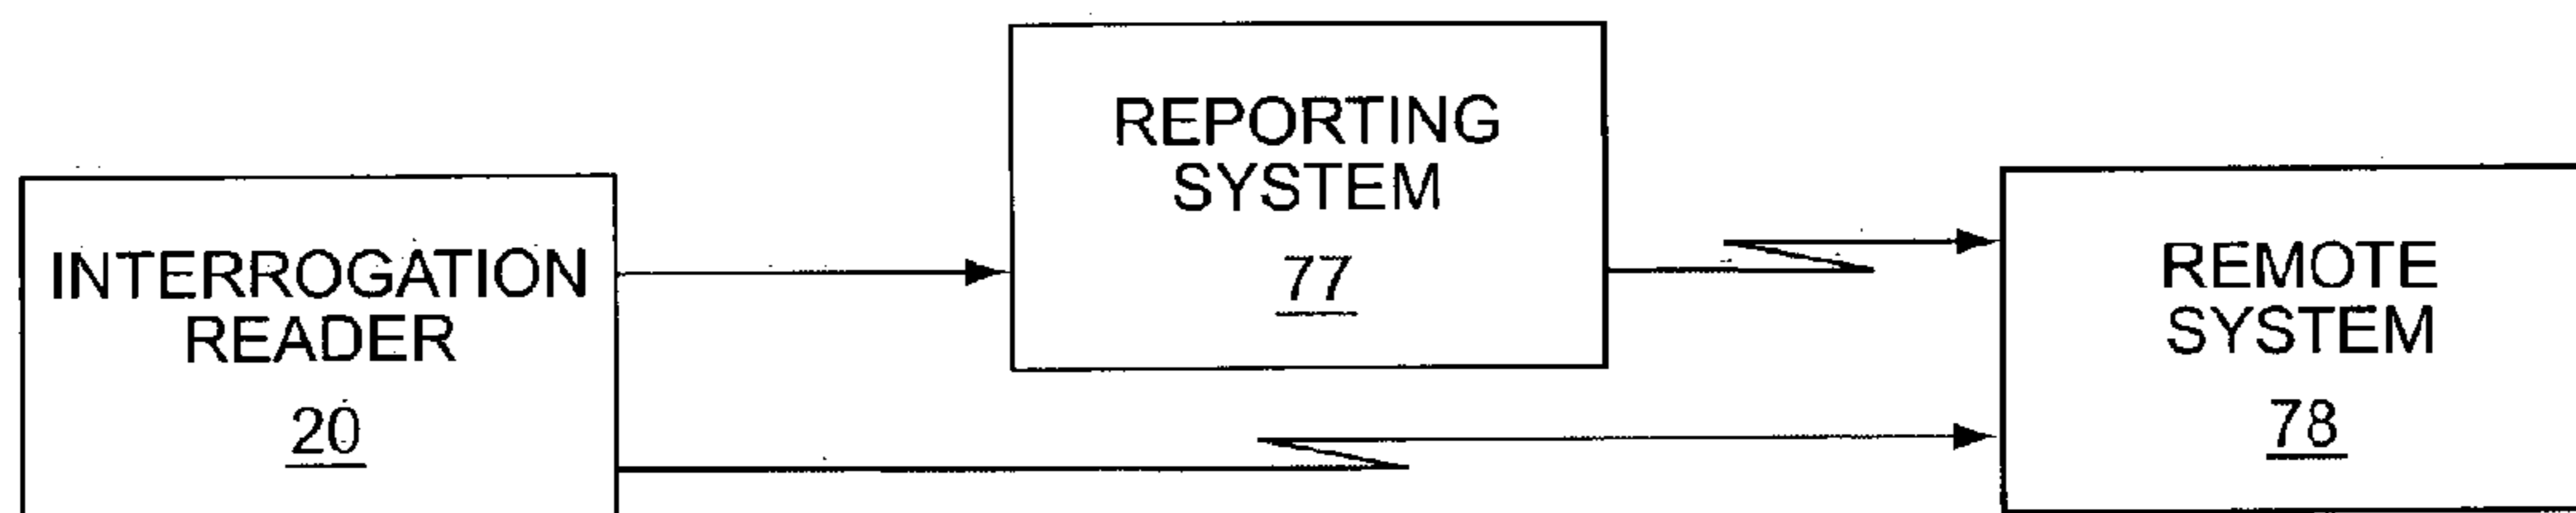 INTERROGATION
READER
20
REPORTING
SYSTEM
77
REMOTE
SYSTEM
78